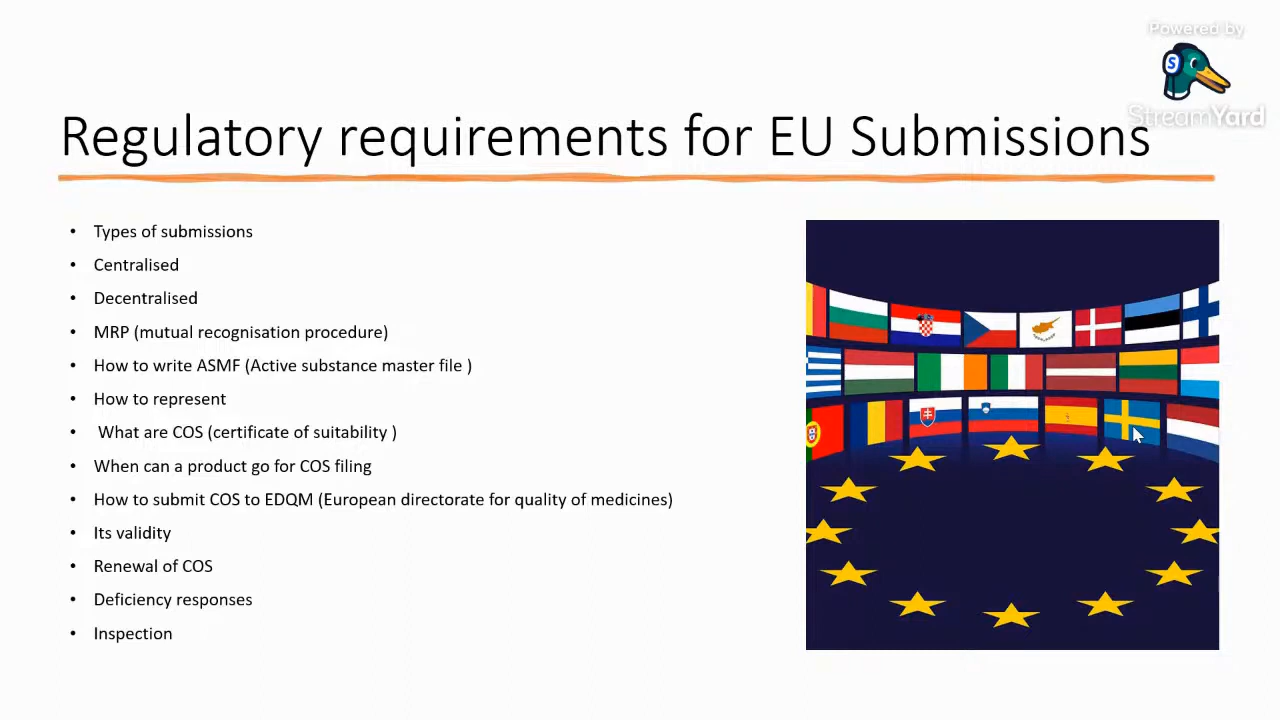 Powered by
StreamYard
Regulatory requirements for EU Submissions
• Types of submissions
• Centralised
• Decentralised
• MRP (mutual recognisation procedure)
• How to write ASMF (Active substance master file )
• How to represent
• What are COS (certificate of suitability )
• When can a product go for COS filing
• How to submit COS to EDQM (European directorate for quality of medicines)
• Its validity
• Renewal of COS
• Deficiency responses
• Inspection